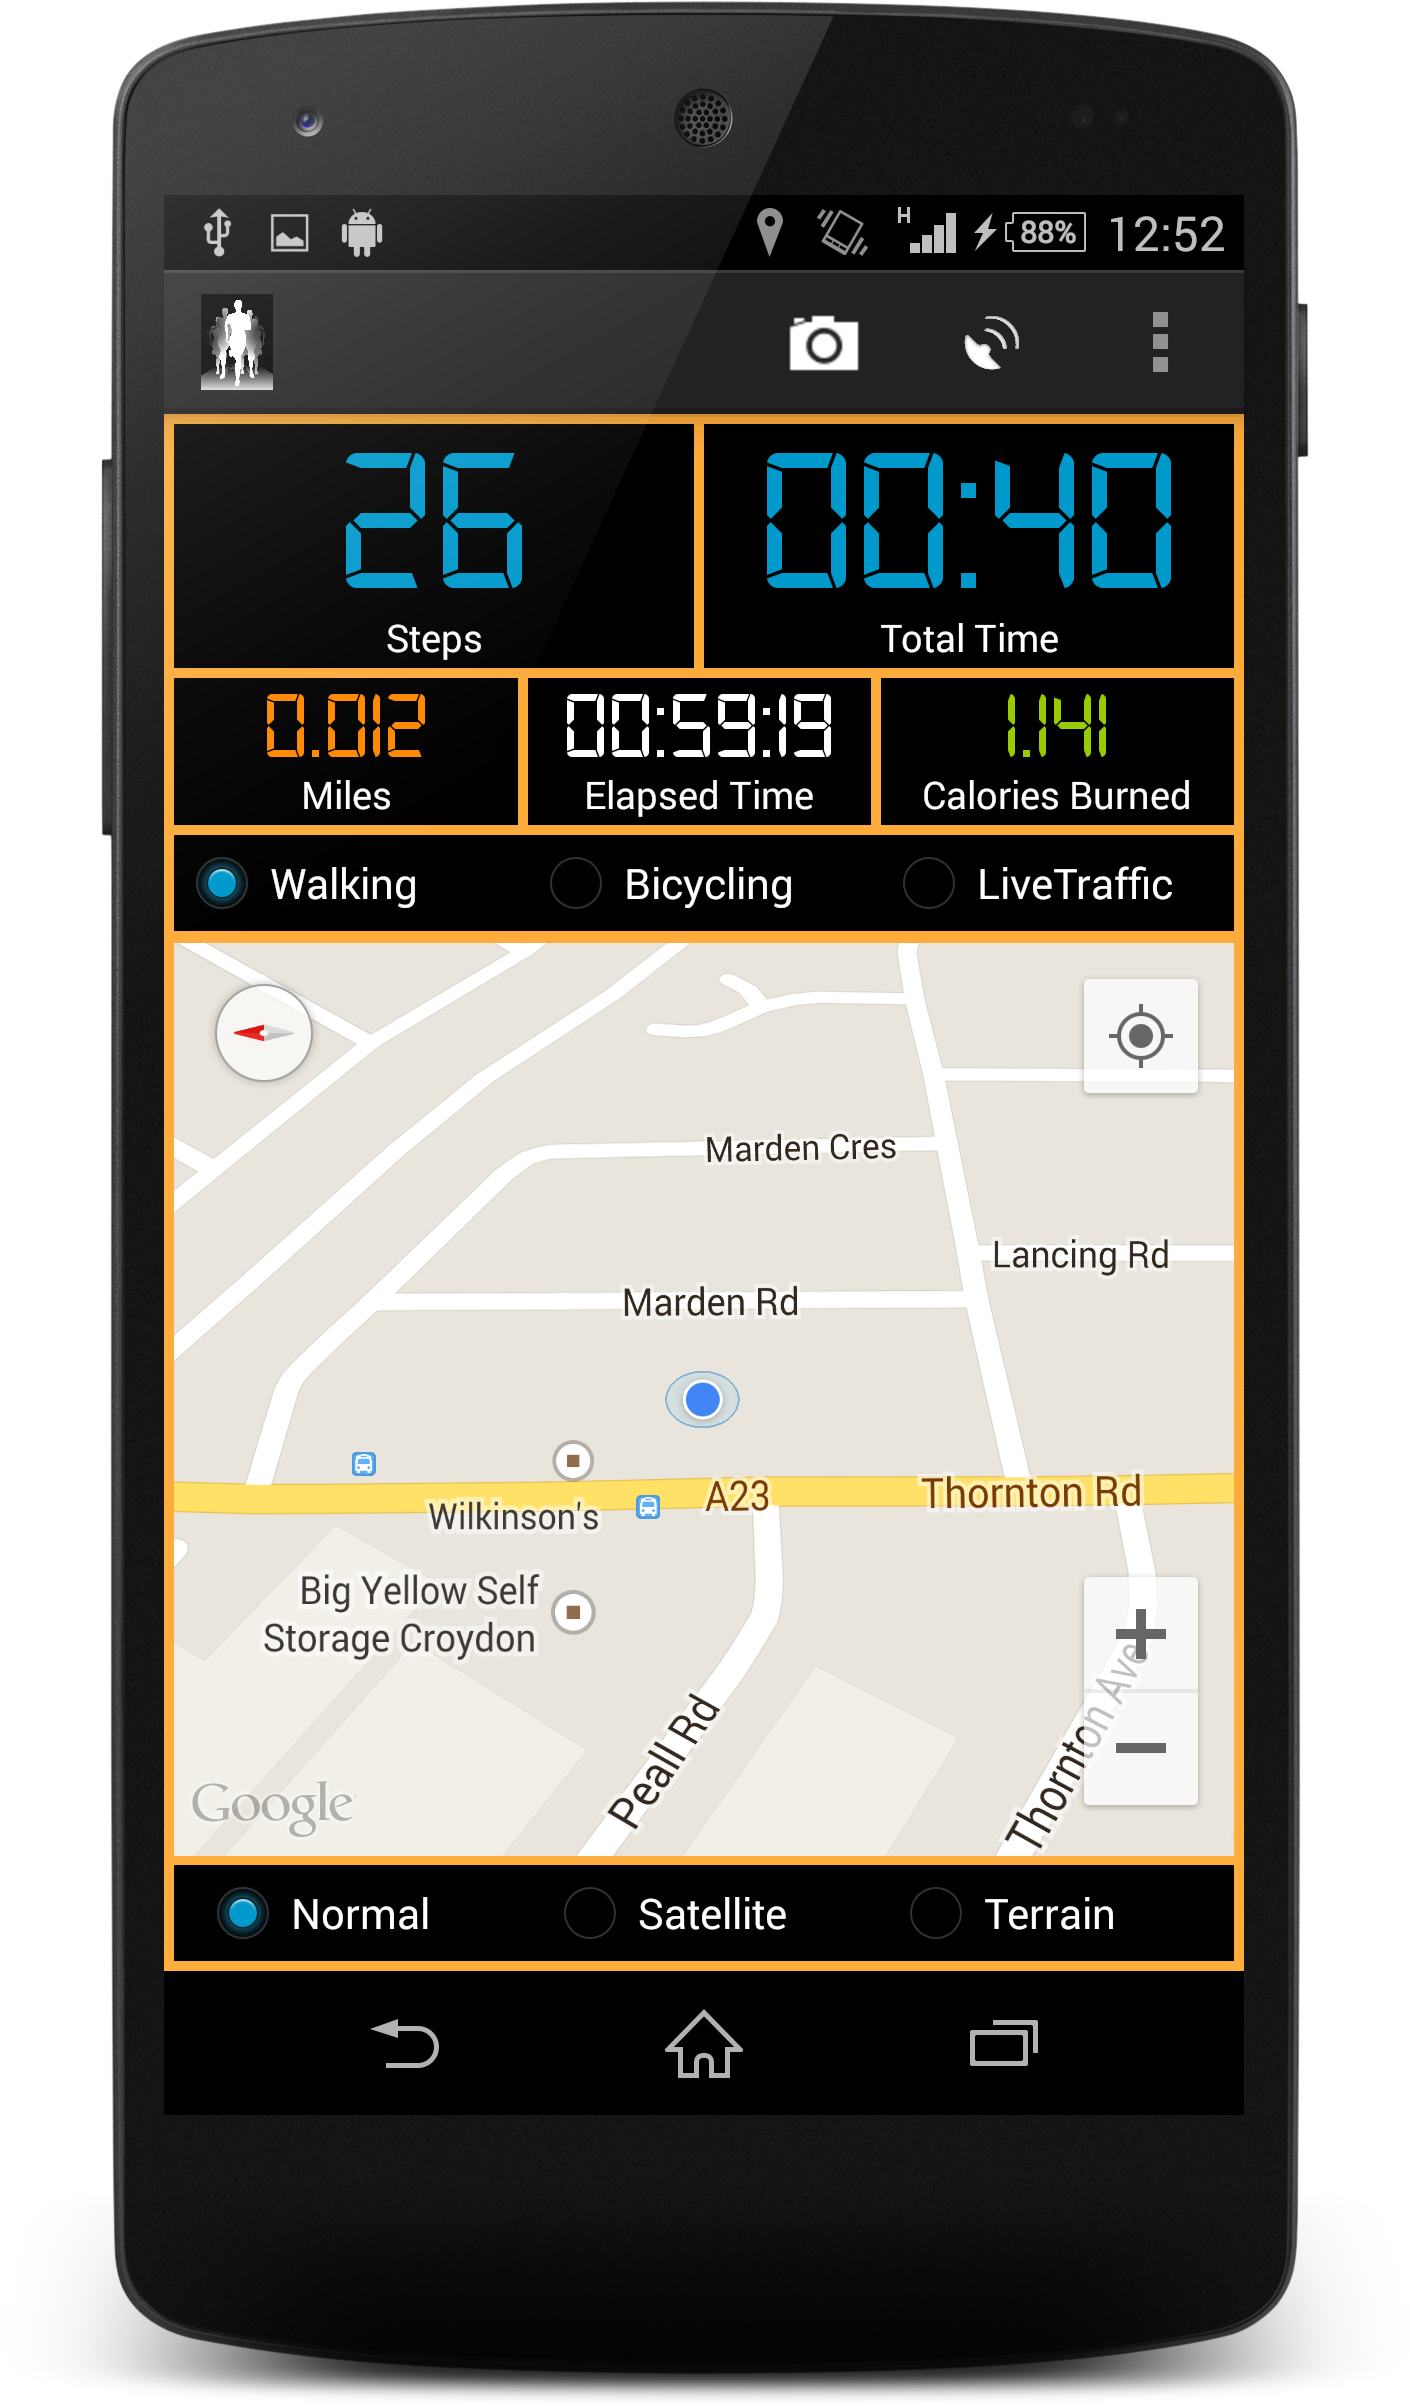 H
88%
12:52
26
Steps
00:40
Total Time
0.012
Miles
00:59:19
Elapsed Time
1.141
Calories Burned
Walking
Bicycling
LiveTraffic
Marden Cres
Lancing Rd
Marden Rd
A23
Thornton Rd
Wilkinson's
Big Yellow Self
Storage Croydon
Peall Rd
Thornton Ave
Google
Normal
Satellite
Terrain